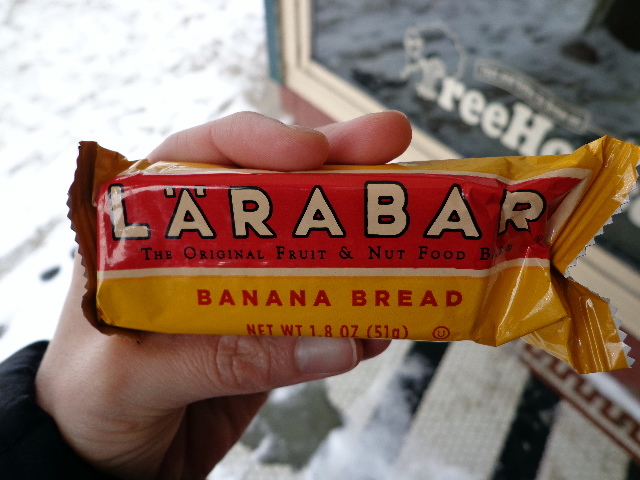 LÄRABAR
The Original Fruit & Nut Food
BANANA BREAD
NET WT 1.8 OZ (51g) U